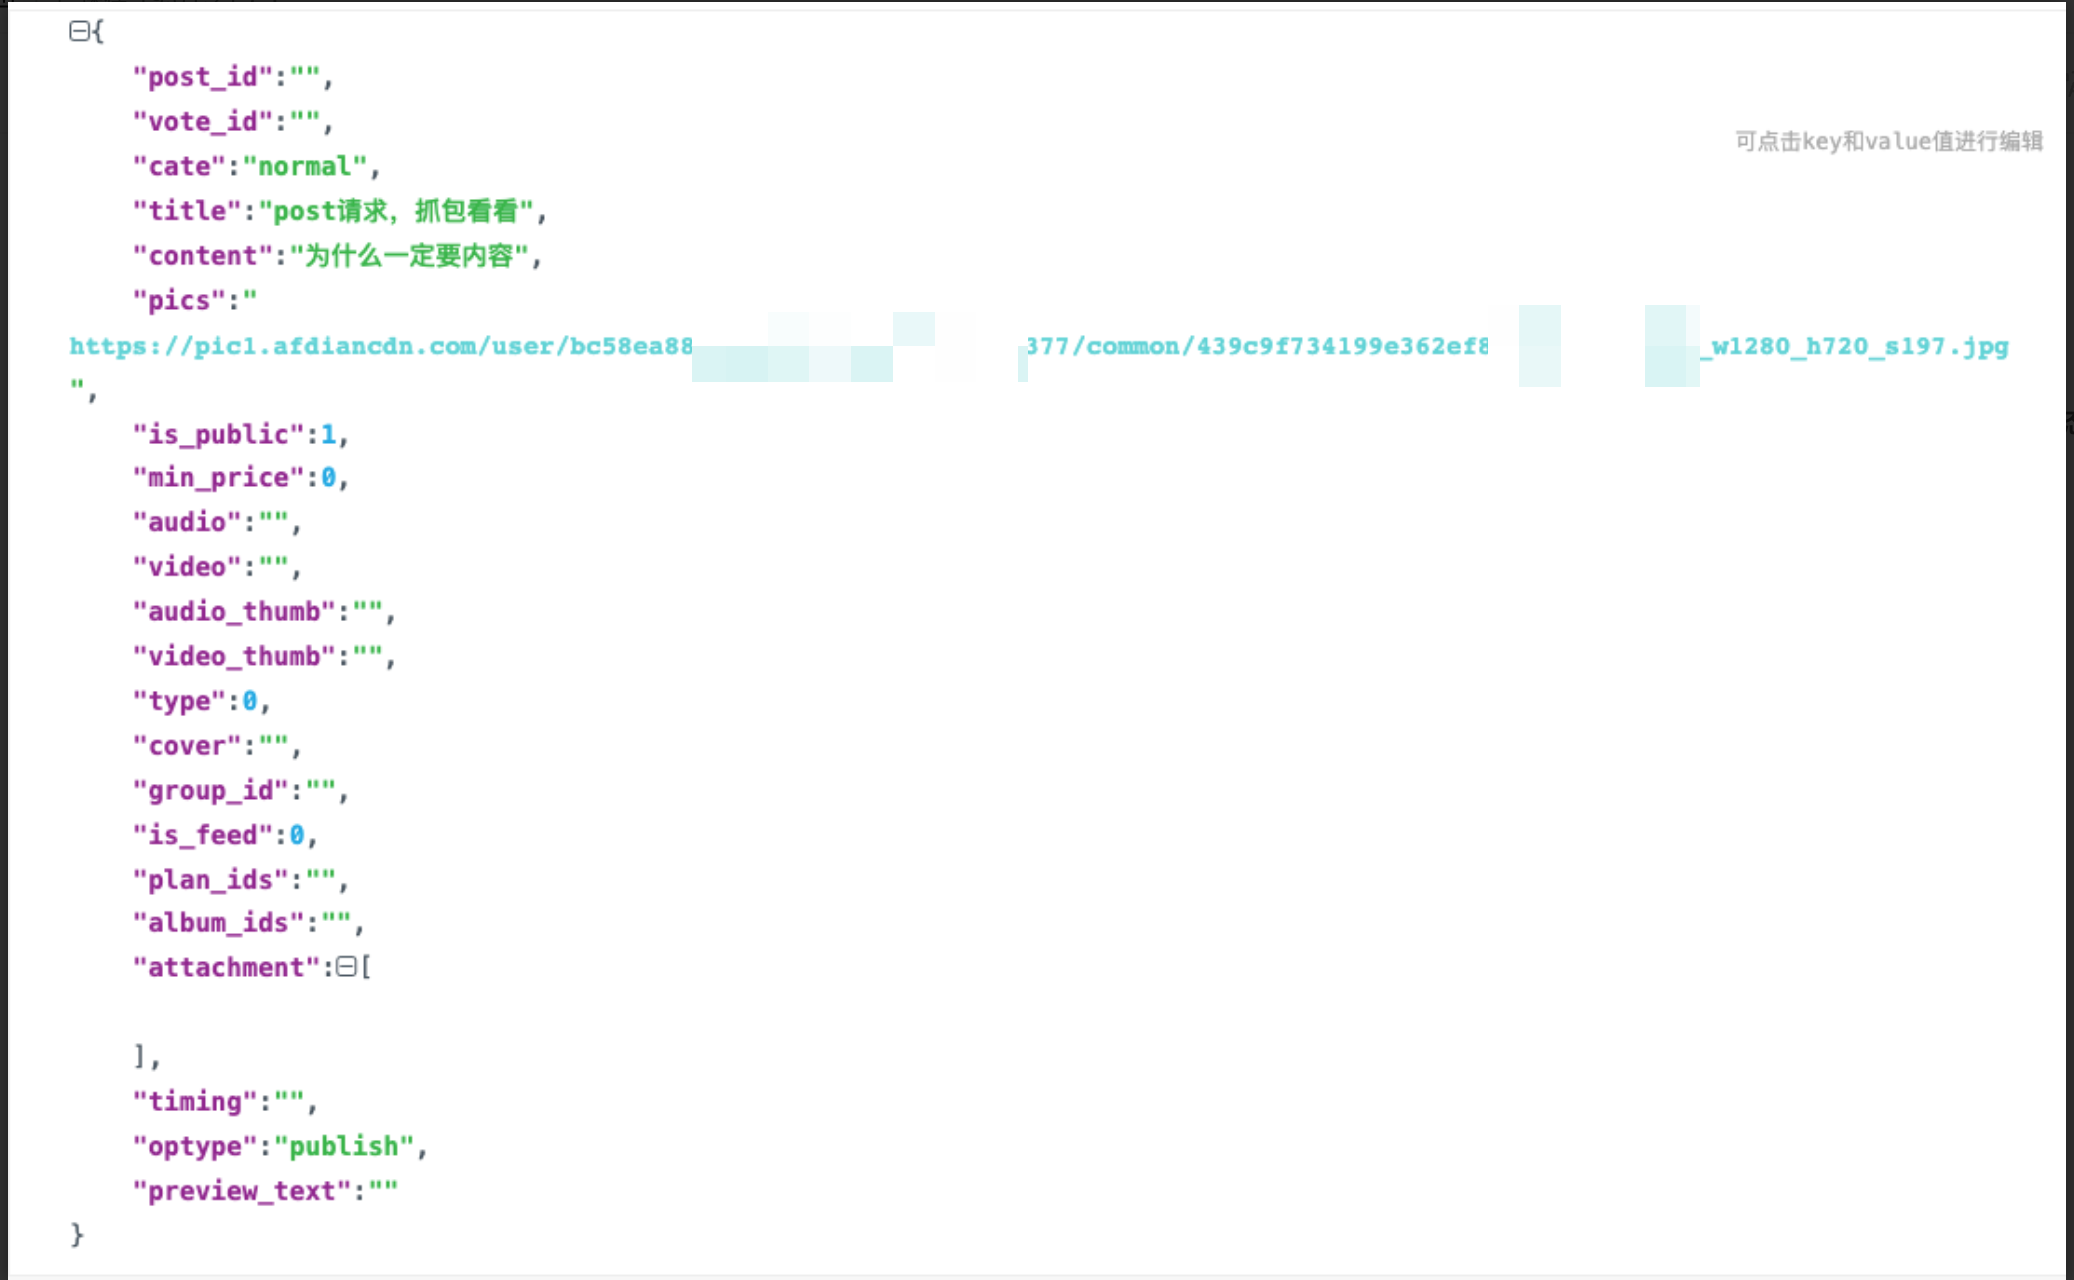 {
"post_id":"",
"vote_id":"",
可点击key和value值进行编辑
"cate":"normal",
"title":"post请求，抓包看看",
"content":"为什么一定要内容",
"pics":"
https://pic1.afdiancdn.com/user/bc58ea88 377/common/439c9f734199e362ef8 _w1280_h720_s197.jpg
",
"is_public":1,
"min_price":0,
"audio":"",
"video":"",
"audio_thumb":"",
"video_thumb":"",
"type":0,
"cover":"",
"group_id":"",
"is_feed":0,
"plan_ids":"",
"album_ids":"",
"attachment":[
],
"timing":"",
"optype":"publish",
"preview_text":""
}